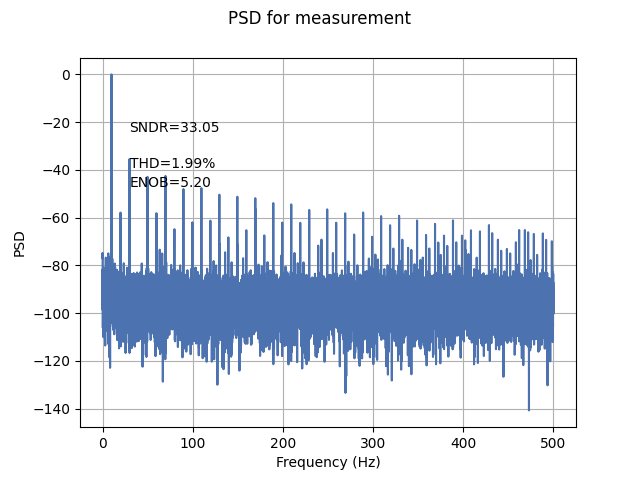 PSD for measurement
0
−20
−40
−60
−80
−100
−120
−140
PSD
SNDR=33.05
THD=1.99%
ENOB=5.20
0
100
200
300
400
500
Frequency (Hz)